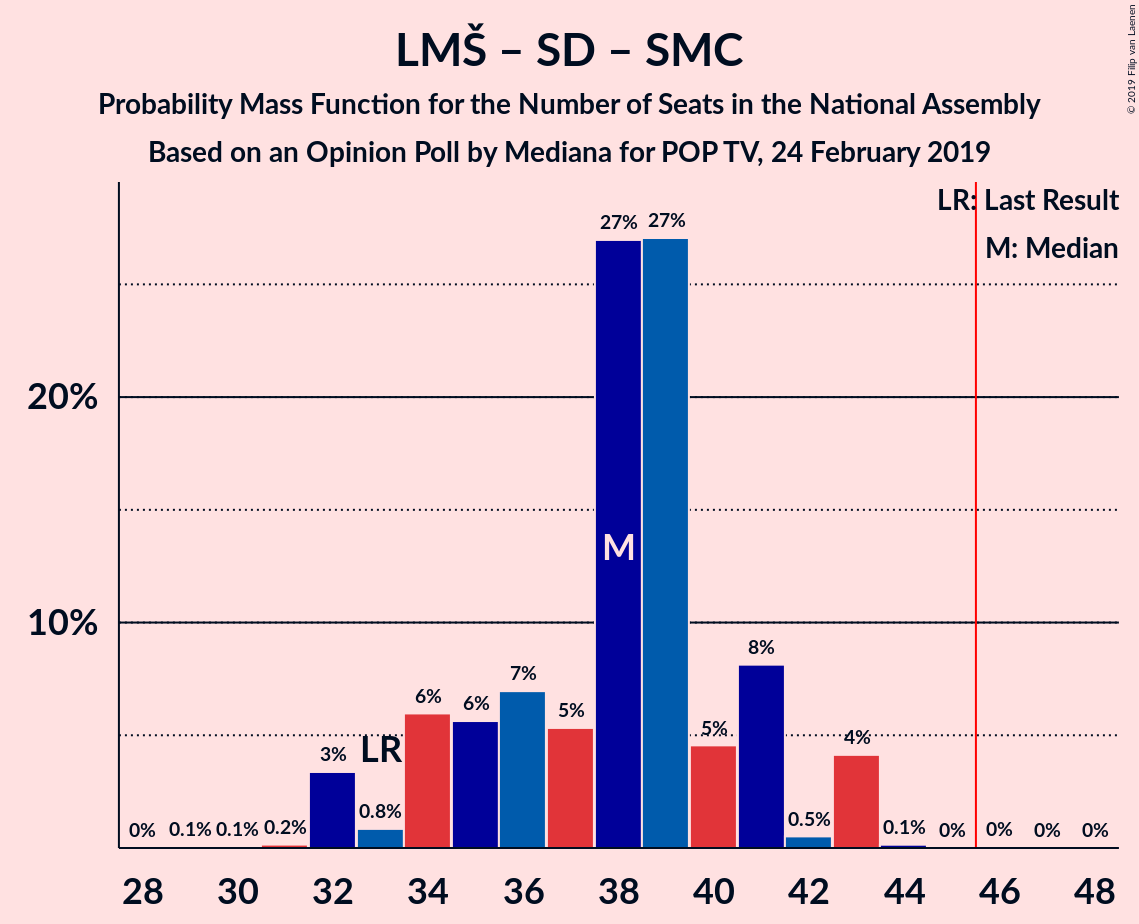 LMŠ – SD – SMC
Probability Mass Function for the Number of Seats in the National Assembly
Based on an Opinion Poll by Mediana for POP TV, 24 February 2019
© 2019 Filip van Laenen
LR: Last Result
M: Median
27% 27%
20%
M
10%
8%
7%
6% 6%
5%
5%
4%
3%
LR
0.8%
0.5%
0% 0.1% 0.1% 0.2%
0.1% 0% 0% 0% 0%
28 30 32 34 36 38 40 42 44 46 48